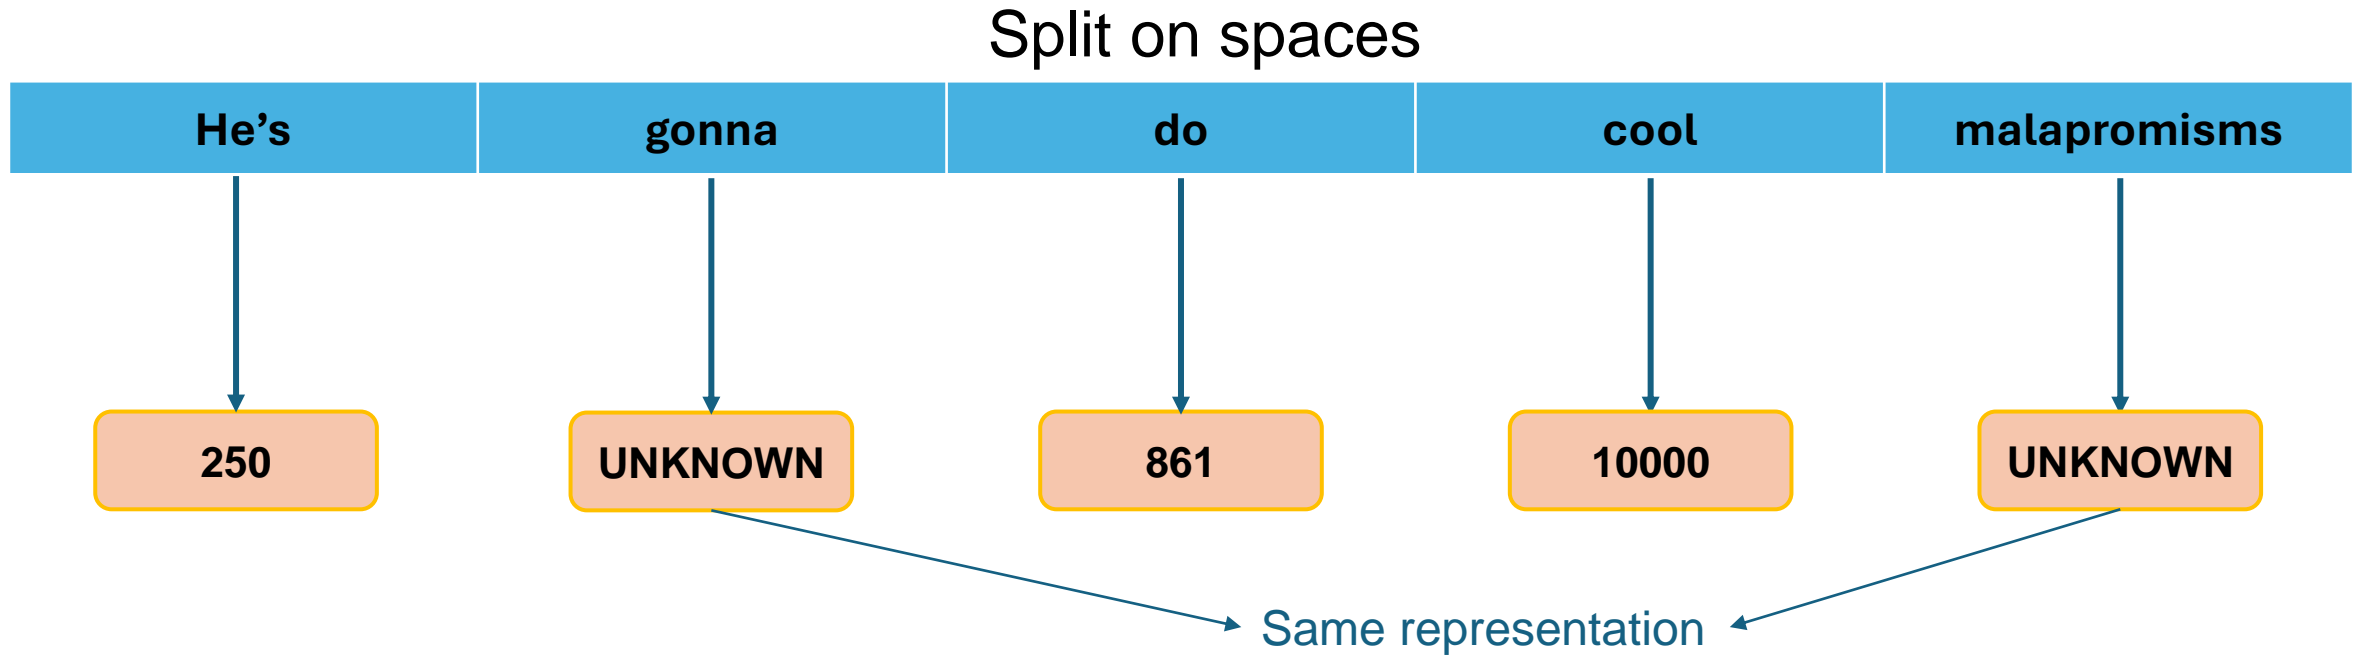 Split on spaces
He’s gonna do cool malapromisms
250 UNKNOWN 861 10000 UNKNOWN
Same representation